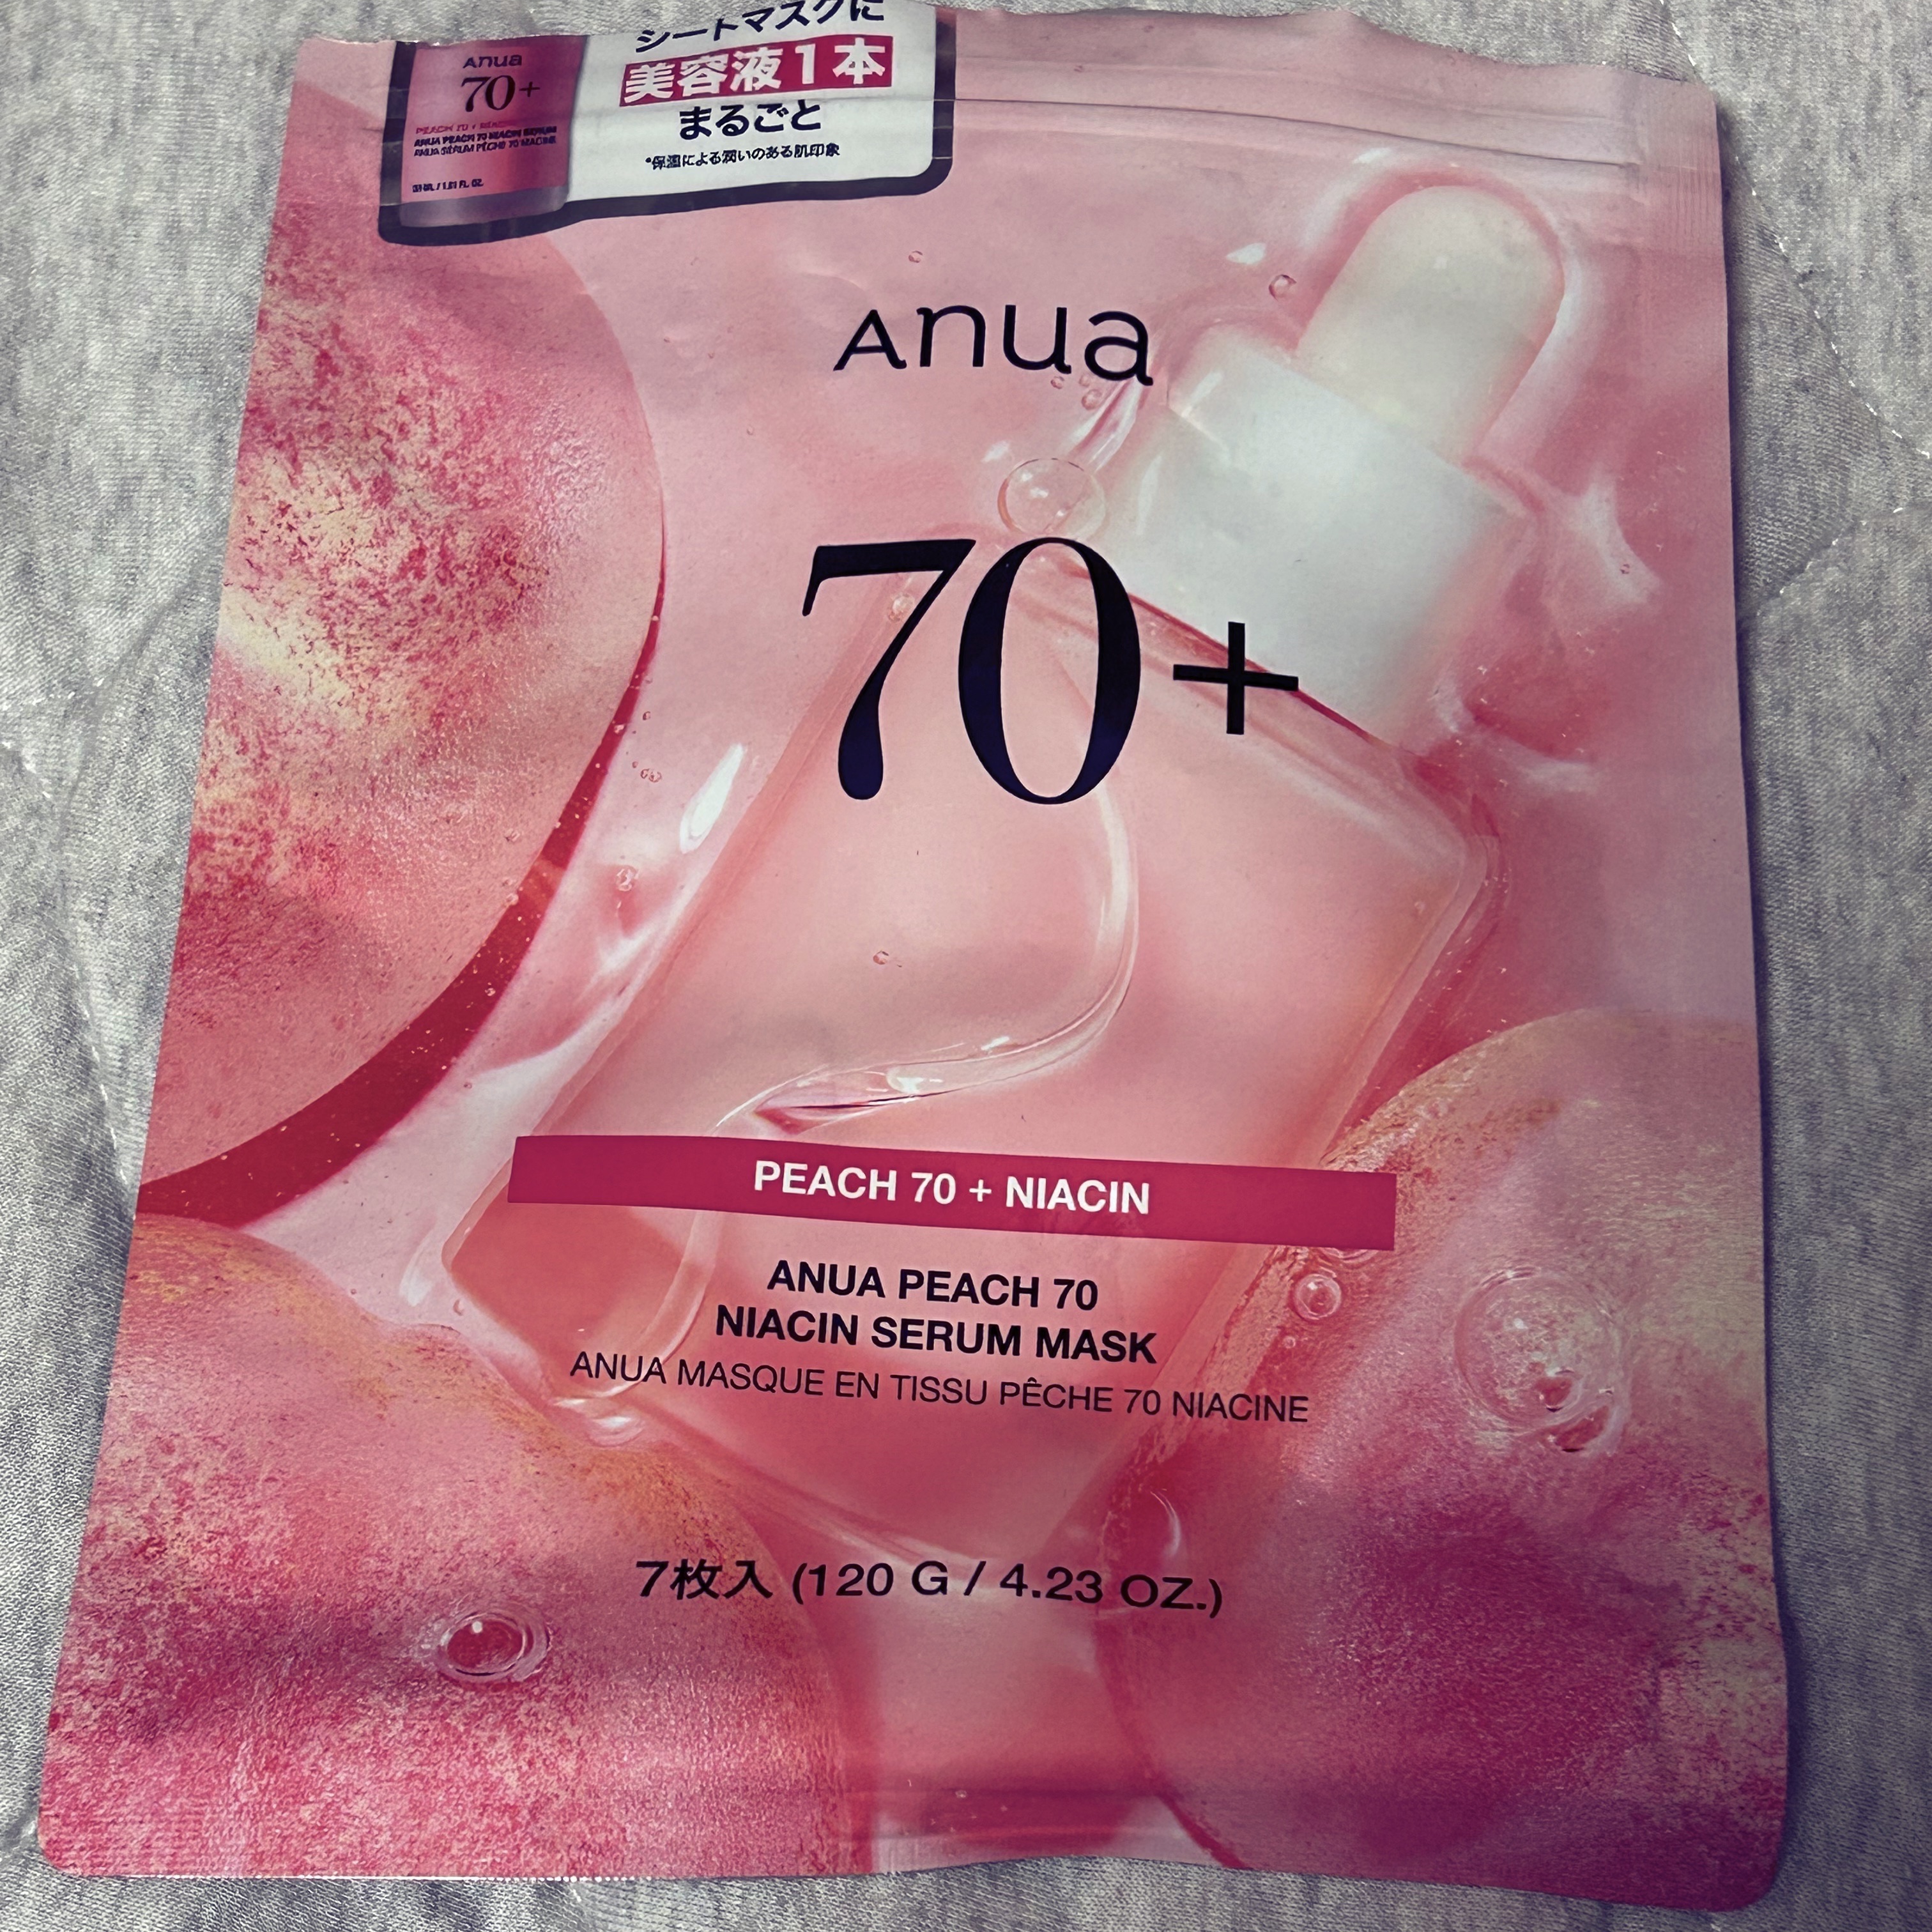 シートマスクに
美容液1本
まるごと
*保湿による潤いのある肌印象
Anua
70+
PEACH 70 +
ANUA PEACH 70 NIACIN SERUM
ANUA SÉRUM PÊCHE 70 NIACINE
Anua
70+
PEACH 70 + NIACIN
ANUA PEACH 70
NIACIN SERUM MASK
ANUA MASQUE EN TISSU PÊCHE 70 NIACINE
7枚入 (120 G / 4.23 OZ.)